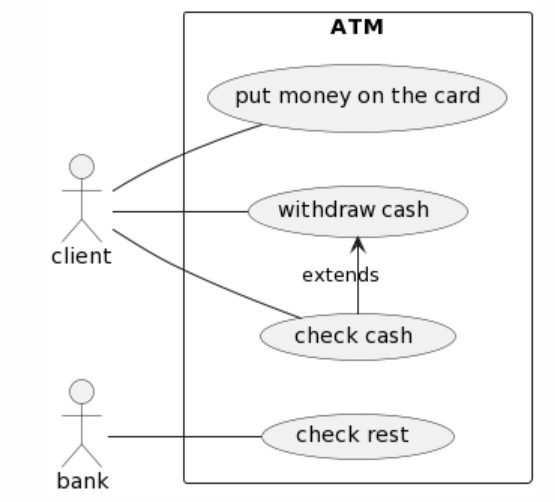 ATM
put money on the card
withdraw cash
client
extends
check cash
check rest
bank